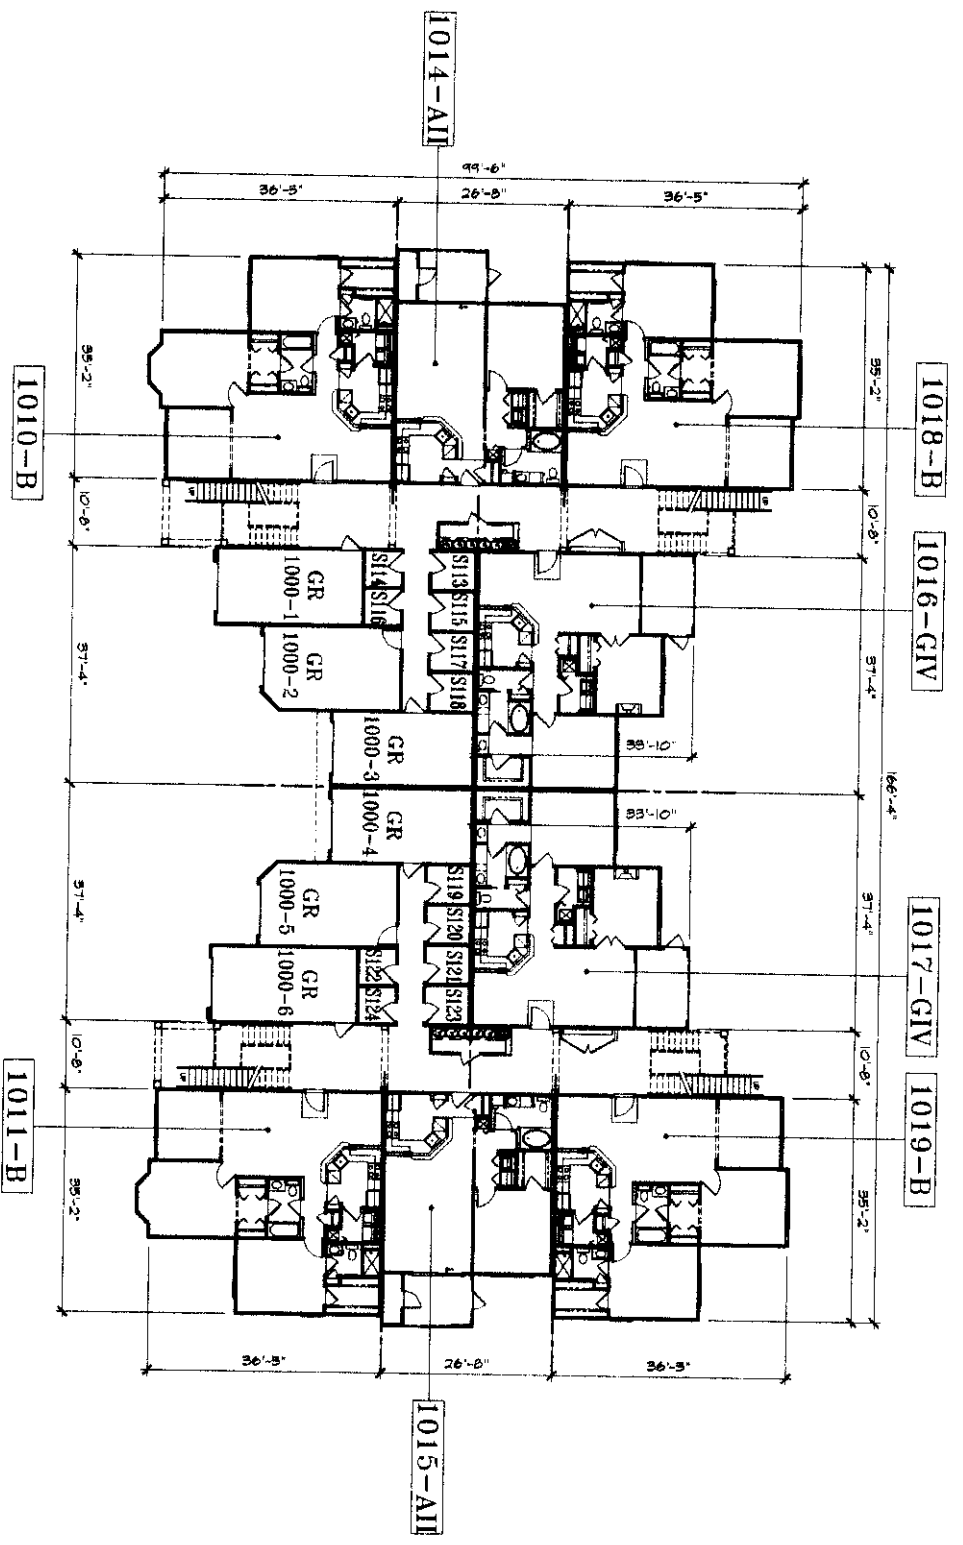 1018-B
1016-GIV
1017-GIV
1019-B
166'-4"
35'-2"
10'-8"
37'-4"
37'-4"
10'-8"
35'-2"
36'-5"
36'-5"
UP
UP
33'-10"
33'-10"
99'-6"
26'-8"
26'-8"
1014-AII
1015-AII
S113
S115
S117
S118
S119
S120
S121
S123
S114
S116
S122
S124
GR
1000-3
GR
1000-4
GR
1000-1
GR
1000-2
GR
1000-5
GR
1000-6
UP
UP
36'-5"
36'-5"
35'-2"
10'-8"
37'-4"
37'-4"
10'-8"
35'-2"
1010-B
1011-B